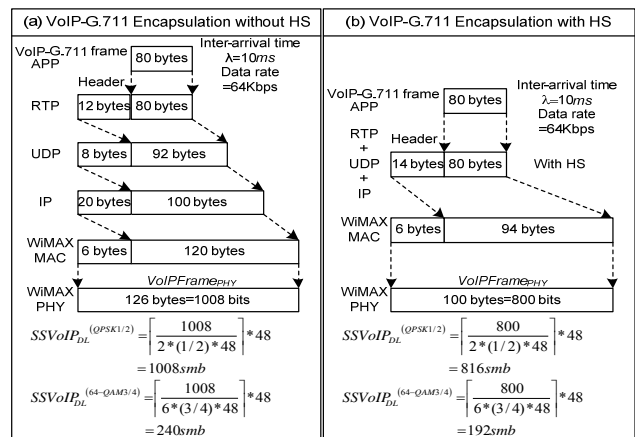 (a) VoIP-G.711 Encapsulation without HS
VoIP-G.711 frame
APP
80 bytes
Inter-arrival time
λ=10ms
Data rate
=64Kbps
Header
RTP
12 bytes
80 bytes
UDP
8 bytes
92 bytes
IP
20 bytes
100 bytes
WiMAX
MAC
6 bytes
120 bytes
VoIPFrame_PHY
WiMAX
PHY
126 bytes=1008 bits
SSVoIP_DL^(QPSK1/2) = ⌈1008 / 2*(1/2)*48⌉*48
=1008smb
SSVoIP_DL^(64-QAM3/4) = ⌈1008 / 6*(3/4)*48⌉*48
=240smb
(b) VoIP-G.711 Encapsulation with HS
VoIP-G.711 frame
APP
80 bytes
Inter-arrival time
λ=10ms
Data rate
=64Kbps
RTP
+
UDP
+
IP
Header
14 bytes
80 bytes
With HS
WiMAX
MAC
6 bytes
94 bytes
VoIPFrame_PHY
WiMAX
PHY
100 bytes=800 bits
SSVoIP_DL^(QPSK1/2) = ⌈800 / 2*(1/2)*48⌉*48
=816smb
SSVoIP_DL^(64-QAM3/4) = ⌈800 / 6*(3/4)*48⌉*48
=192smb